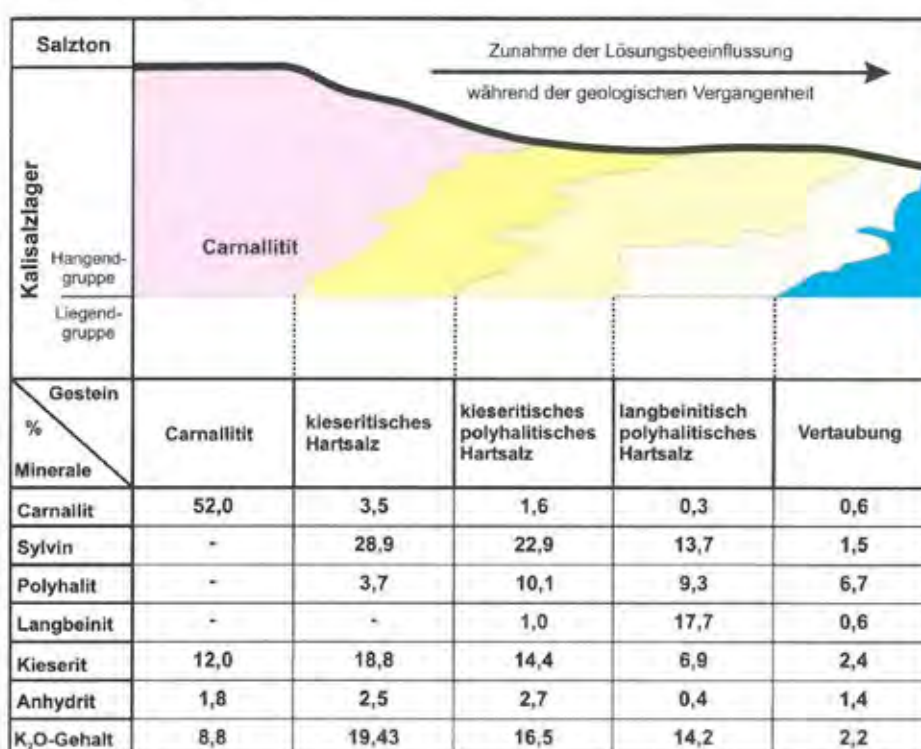 Salzton
Zunahme der Lösungsbeeinflussung
während der geologischen Vergangenheit
Kalisalzlager
Carnallitit
Hangend-
gruppe
Liegend-
gruppe
Gestein
%
Minerale
Carnallitit
kieseritisches
Hartsalz
kieseritisches
polyhalitisches
Hartsalz
langbeinitisch
polyhalitisches
Hartsalz
Vertaubung
Carnallit 52,0 3,5 1,6 0,3 0,6
Sylvin - 28,9 22,9 13,7 1,5
Polyhalit - 3,7 10,1 9,3 6,7
Langbeinit - - 1,0 17,7 0,6
Kieserit 12,0 18,8 14,4 6,9 2,4
Anhydrit 1,8 2,5 2,7 0,4 1,4
K₂O-Gehalt 8,8 19,43 16,5 14,2 2,2